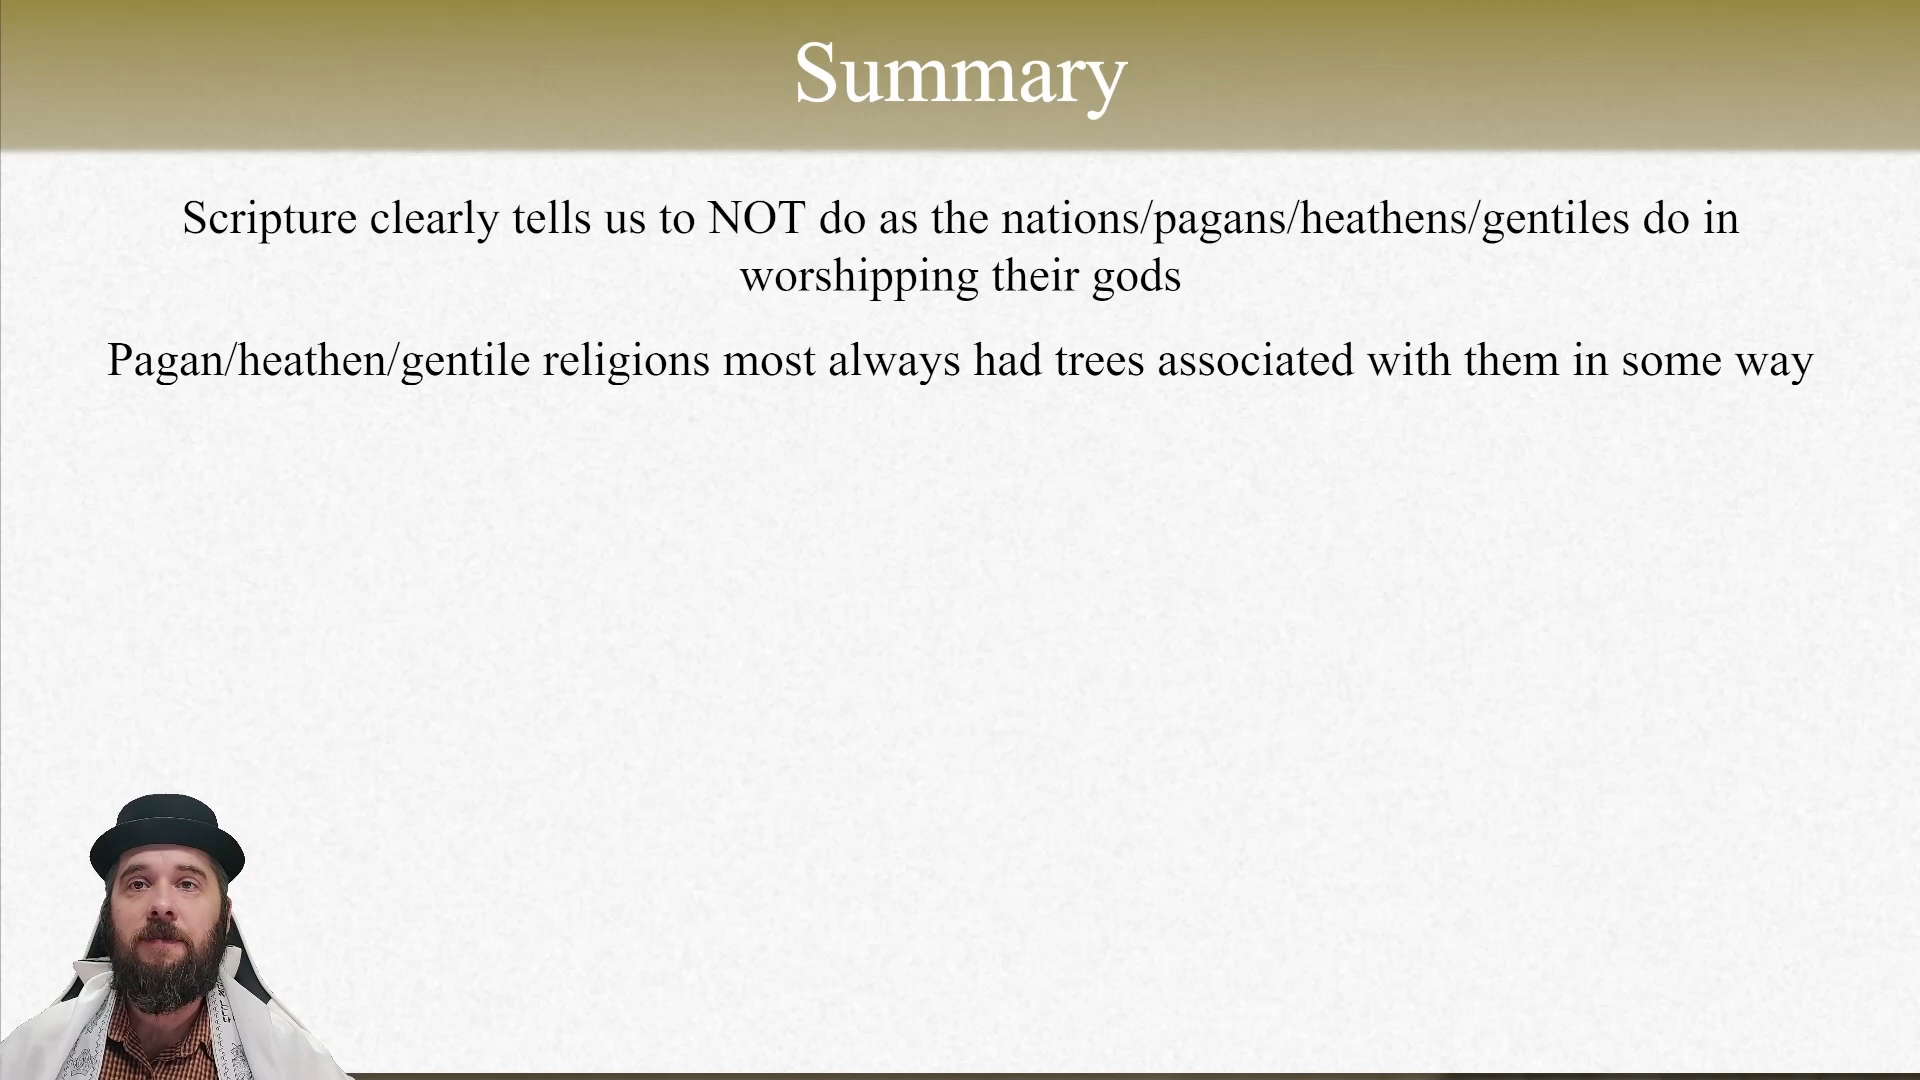 Summary
Scripture clearly tells us to NOT do as the nations/pagans/heathens/gentiles do in
worshipping their gods
Pagan/heathen/gentile religions most always had trees associated with them in some way